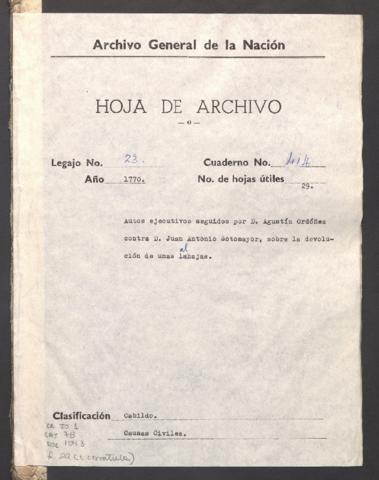 Archivo General de la Nación
HOJA DE ARCHIVO
— o —
Legajo No. 23. Cuaderno No.
Año 1770. No. de hojas útiles 29.
Autos ejecutivos seguidos por D. Agustín Ordóñez
contra D. Juan Antonio Sotomayor, sobre la devolu-
al
ción de unas lahajas.
Clasificación Cabildo.
Causas Civiles.